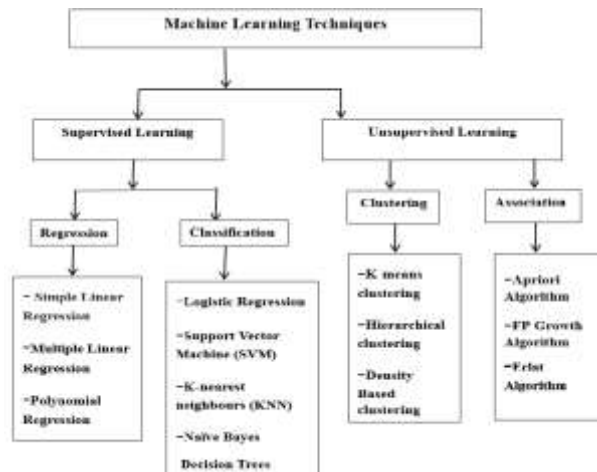 Machine Learning Techniques
Supervised Learning
Unsupervised Learning
Regression
Classification
Clustering
Association
- Simple Linear
Regression
-Multiple Linear
Regression
-Polynomial
Regression
-Logistic Regression
-Support Vector
Machine (SVM)
-K-nearest
neighbours (KNN)
-Naïve Bayes
Decision Trees
-K means
clustering
-Hierarchical
clustering
-Density
Based
clustering
-Apriori
Algorithm
-FP Growth
Algorithm
-Eclat
Algorithm